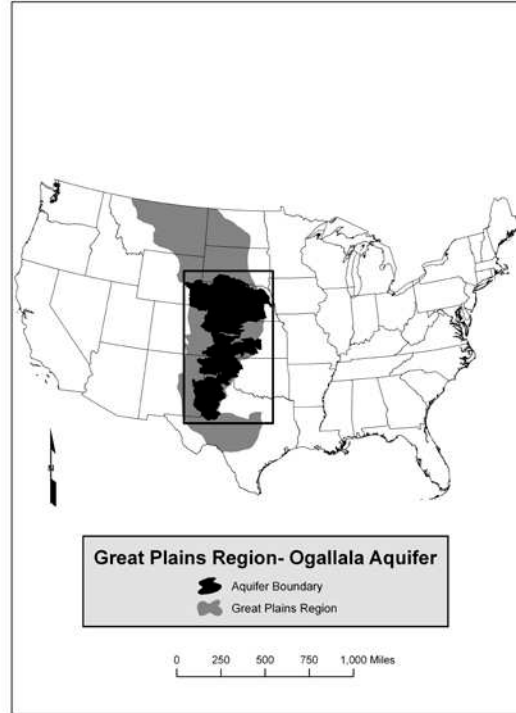 Great Plains Region- Ogallala Aquifer
Aquifer Boundary
Great Plains Region
0 250 500 750 1,000 Miles